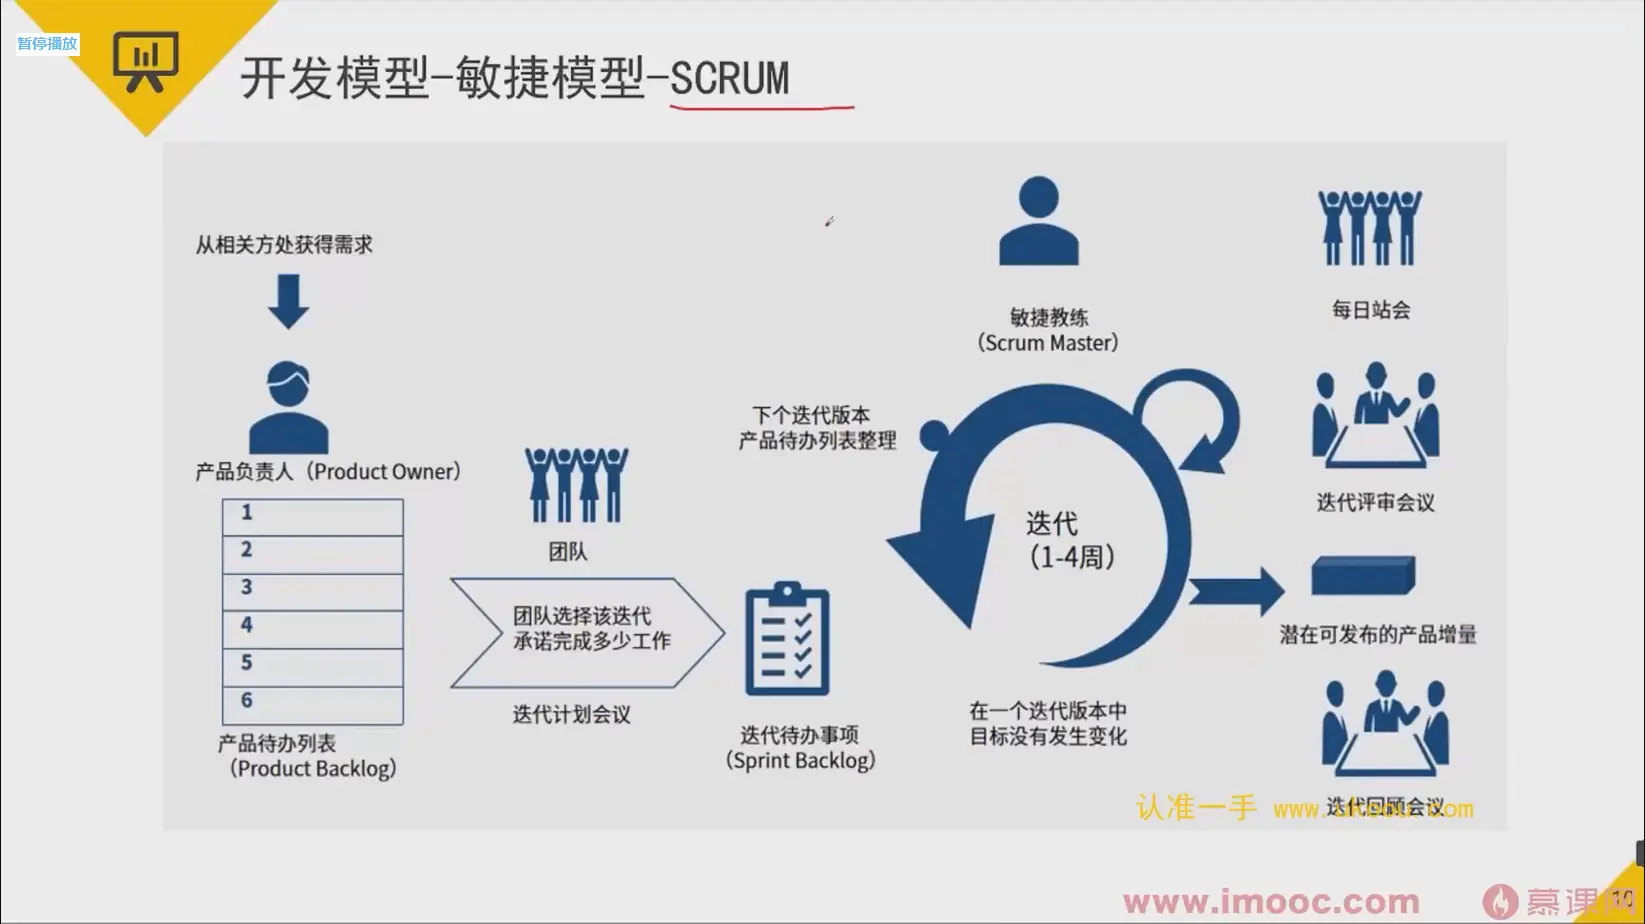 暂停播放
开发模型-敏捷模型-SCRUM
从相关方处获得需求
产品负责人（Product Owner）
1
2
3
4
5
6
产品待办列表
（Product Backlog）
团队
团队选择该迭代
承诺完成多少工作
迭代计划会议
迭代待办事项
（Sprint Backlog）
下个迭代版本
产品待办列表整理
敏捷教练
（Scrum Master）
迭代
（1-4周）
在一个迭代版本中
目标没有发生变化
每日站会
迭代评审会议
潜在可发布的产品增量
迭代回顾会议
认准一手 www.ukoou.com
www.imooc.com
慕课网
10